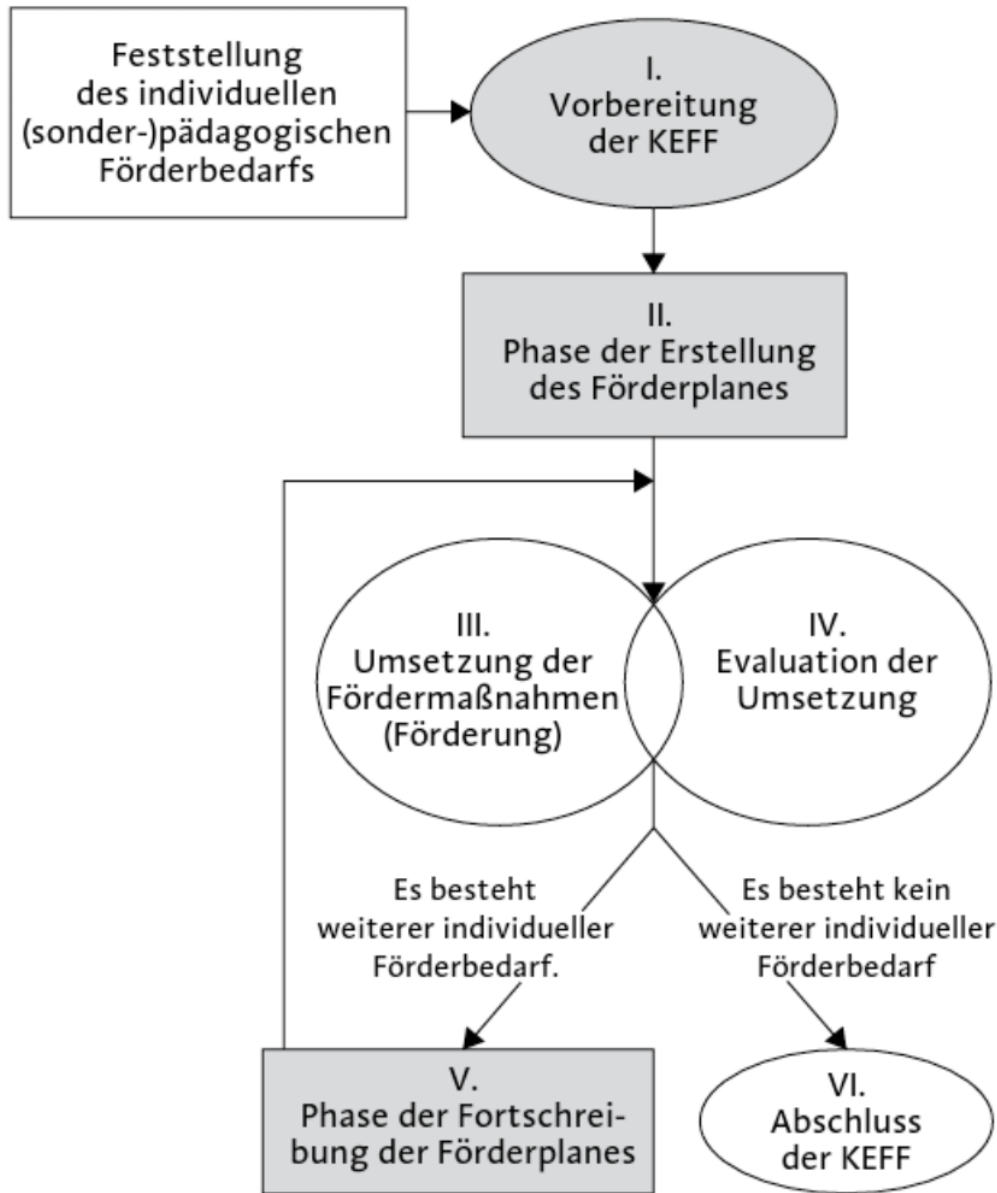 Feststellung
des individuellen
(sonder-)pädagogischen
Förderbedarfs
I.
Vorbereitung
der KEFF
II.
Phase der Erstellung
des Förderplanes
III.
Umsetzung der
Fördermaßnahmen
(Förderung)
IV.
Evaluation der
Umsetzung
Es besteht
weiterer individueller
Förderbedarf.
Es besteht kein
weiterer individueller
Förderbedarf
V.
Phase der Fortschrei-
bung der Förderplanes
VI.
Abschluss
der KEFF